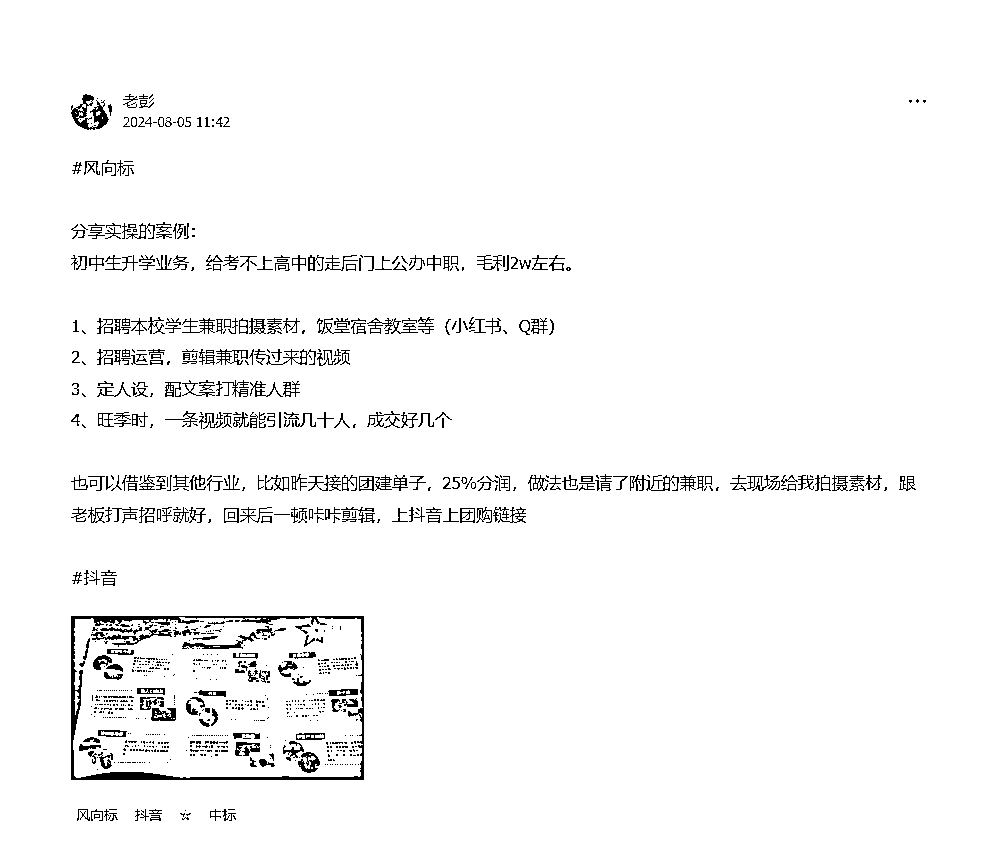 老彭
2024-08-05 11:42
#风向标
分享实操的案例：
初中生升学业务，给考不上高中的走后门上公办中职，毛利2w左右。
1、招聘本校学生兼职拍摄素材，饭堂宿舍教室等（小红书、Q群）
2、招聘运营，剪辑兼职传过来的视频
3、定人设，配文案打精准人群
4、旺季时，一条视频就能引流几十人，成交好几个
也可以借鉴到其他行业，比如昨天接的团建单子，25%分润，做法也是请了附近的兼职，去现场给我拍摄素材，跟
老板打声招呼就好，回来后一顿咔咔剪辑，上抖音上团购链接
#抖音
风向标 抖音 ☆ 中标